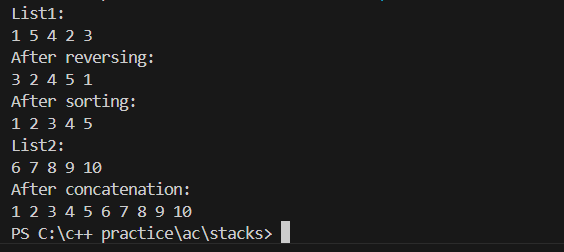 List1:
1 5 4 2 3
After reversing:
3 2 4 5 1
After sorting:
1 2 3 4 5
List2:
6 7 8 9 10
After concatenation:
1 2 3 4 5 6 7 8 9 10
PS C:\c++ practice\ac\stacks>